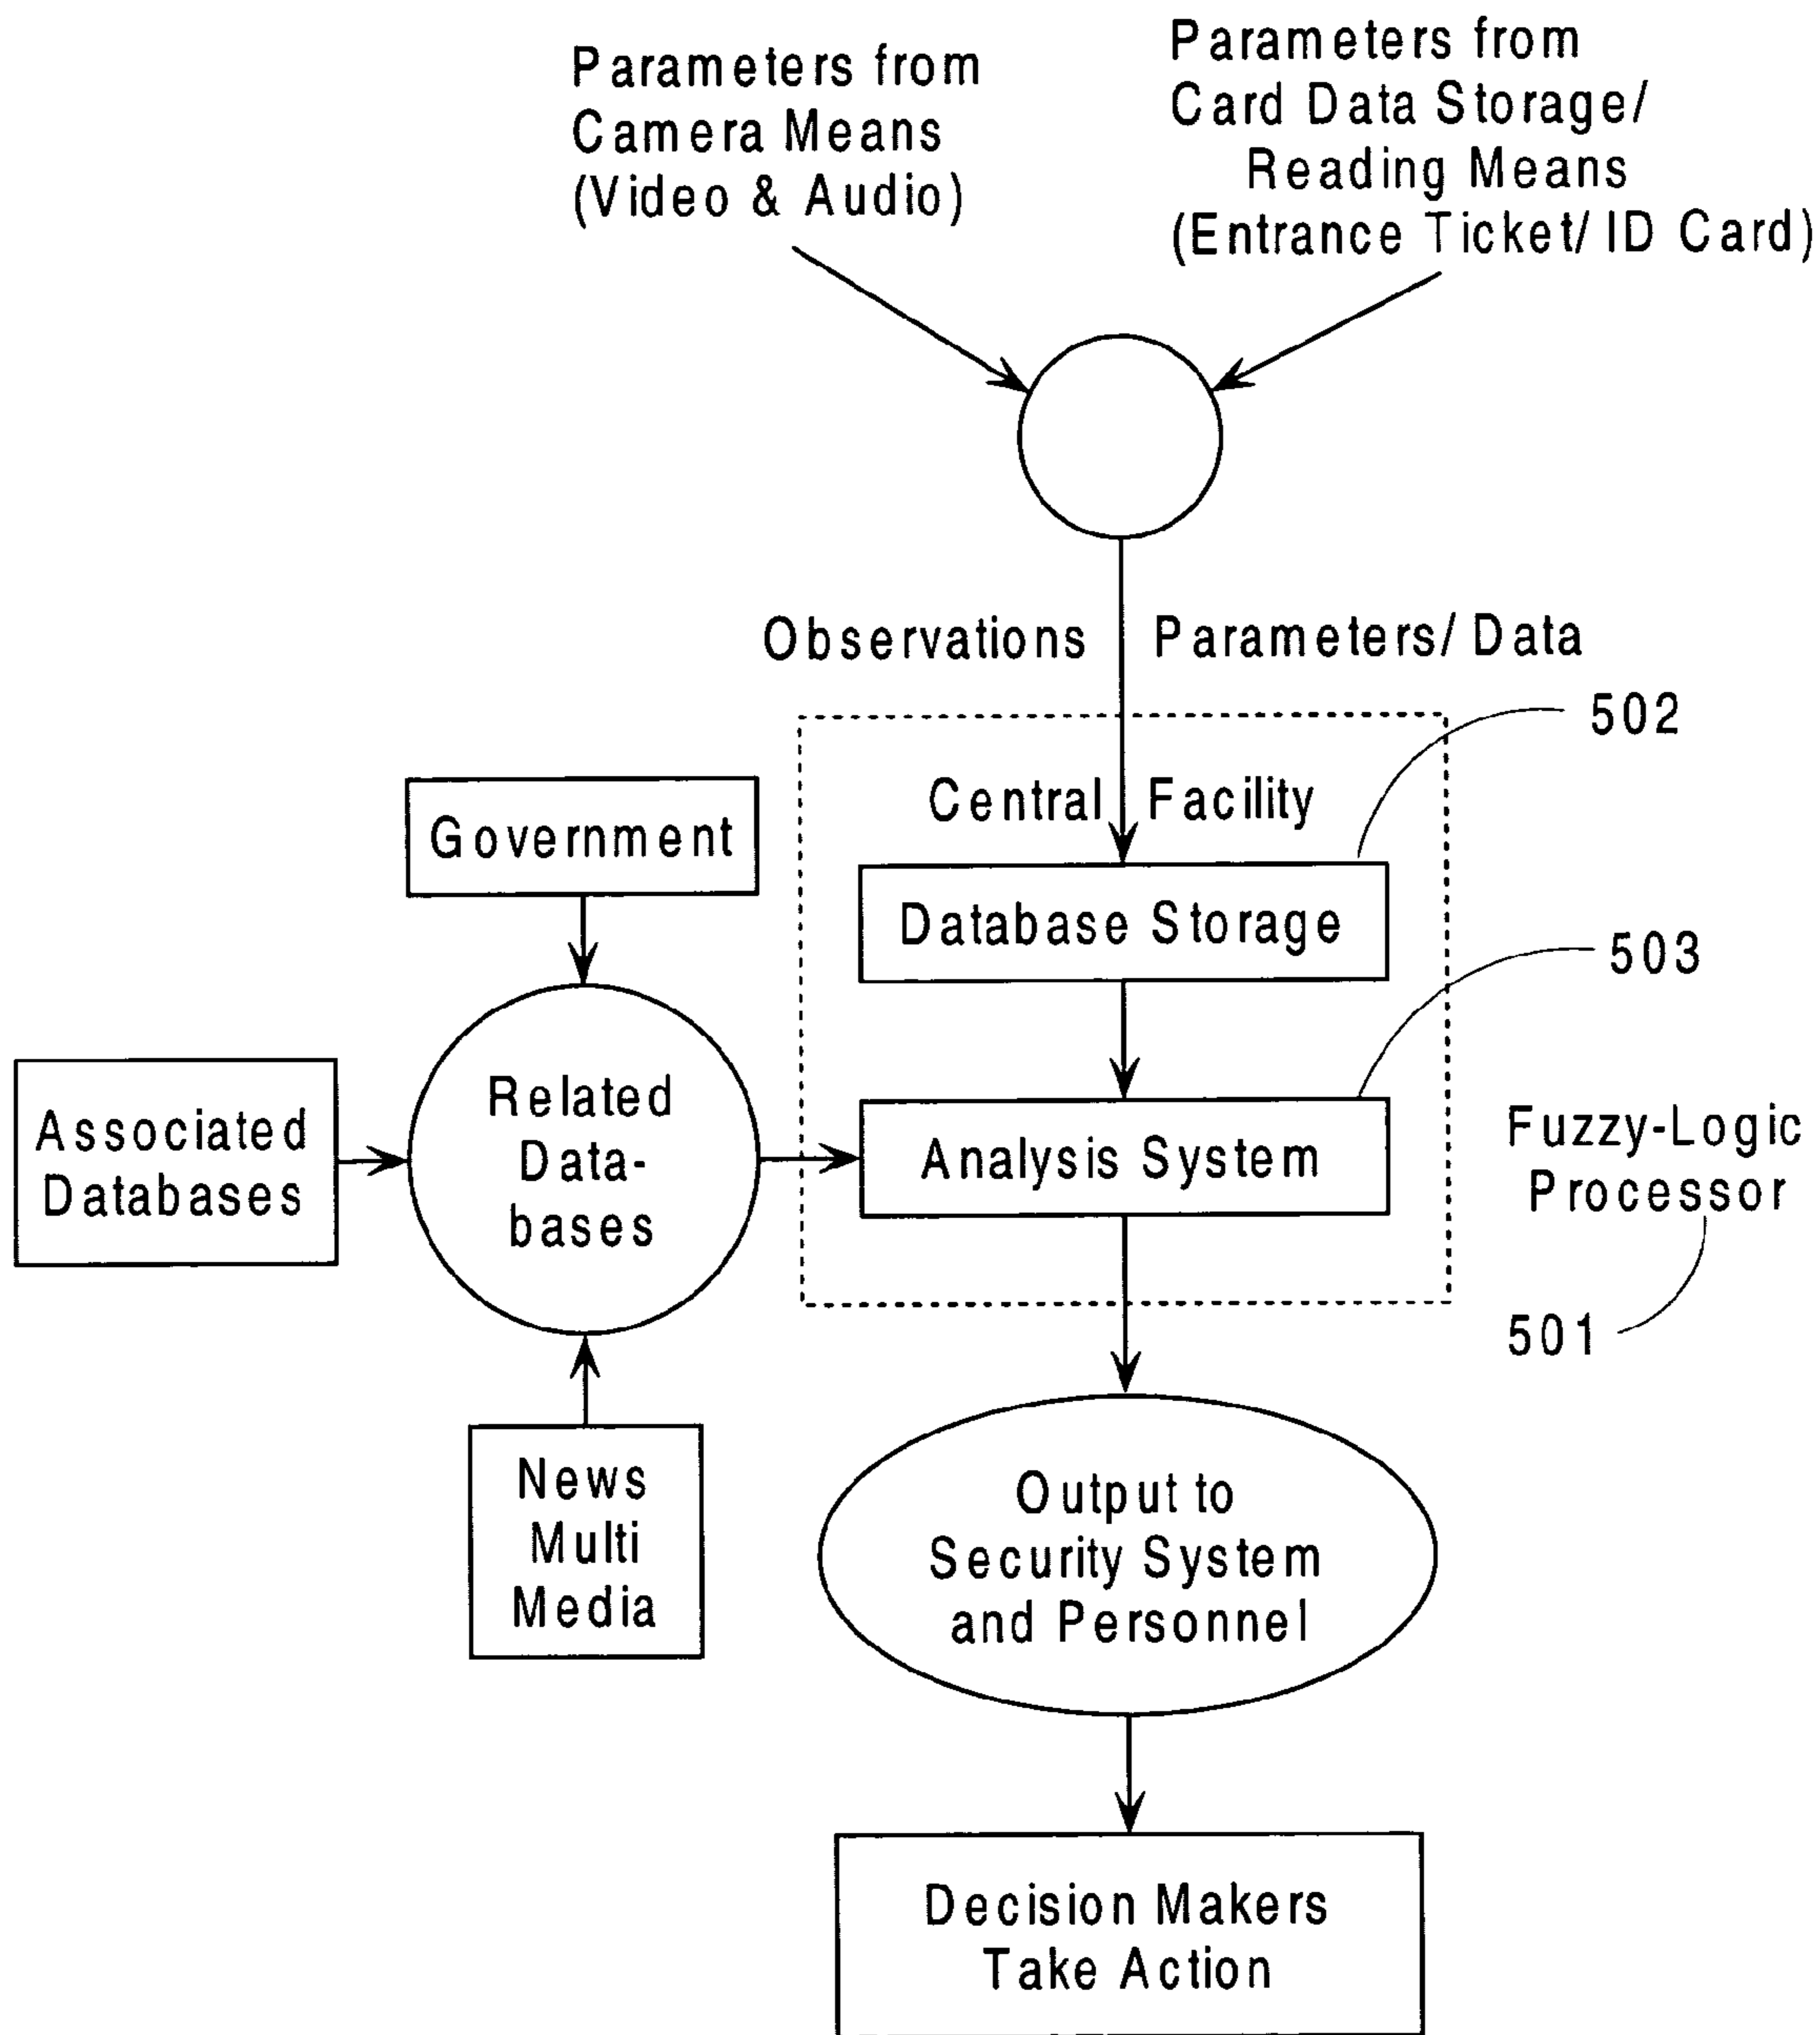 Parameters from
Camera Means
(Video & Audio)
Parameters from
Card Data Storage/
Reading Means
(Entrance Ticket/ ID Card)
Observations
Parameters/ Data
502
Central Facility
Government
Database Storage
503
Associated
Databases
Related
Data-
bases
Analysis System
Fuzzy-Logic
Processor
501
News
Multi
Media
Output to
Security System
and Personnel
Decision Makers
Take Action